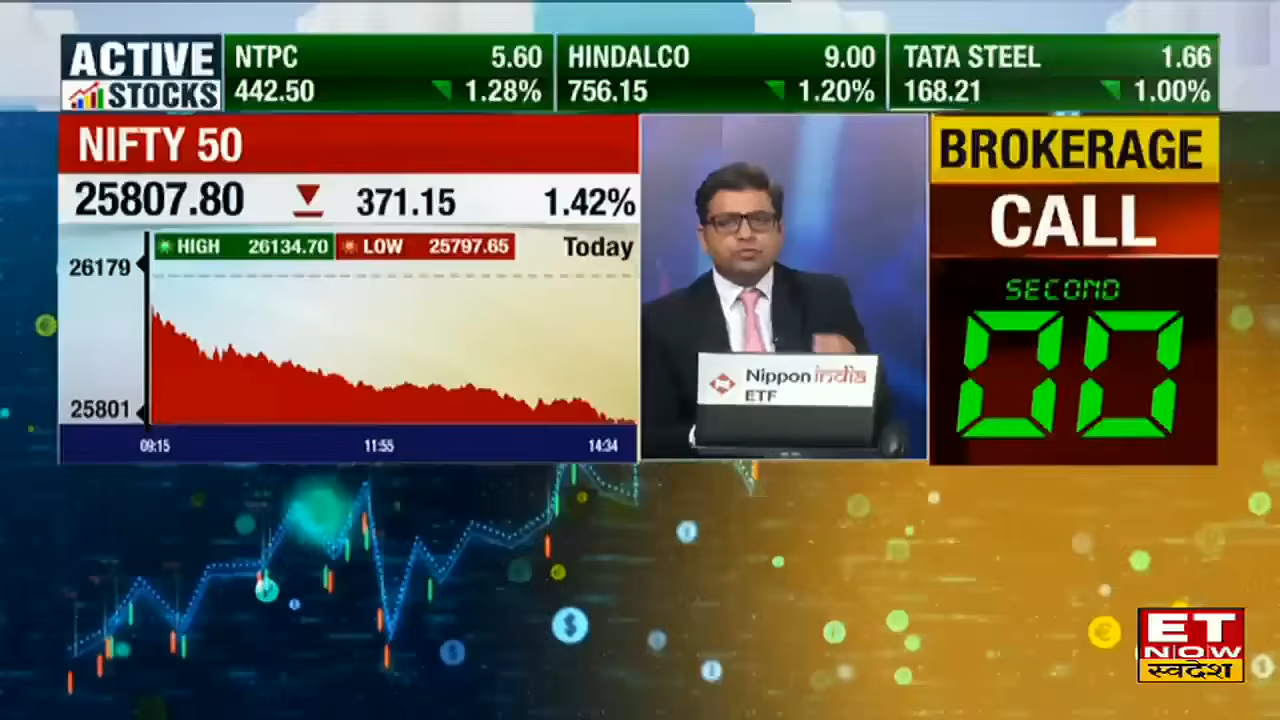 ACTIVE
STOCKS
NTPC 5.60
442.50 1.28%
HINDALCO 9.00
756.15 1.20%
TATA STEEL 1.66
168.21 1.00%
NIFTY 50
25807.80 371.15 1.42%
HIGH 26134.70 LOW 25797.65 Today
26179
25801
09:15 11:55 14:34
Nippon india
ETF
BROKERAGE
CALL
SECOND
00
ET
NOW
स्वदेश